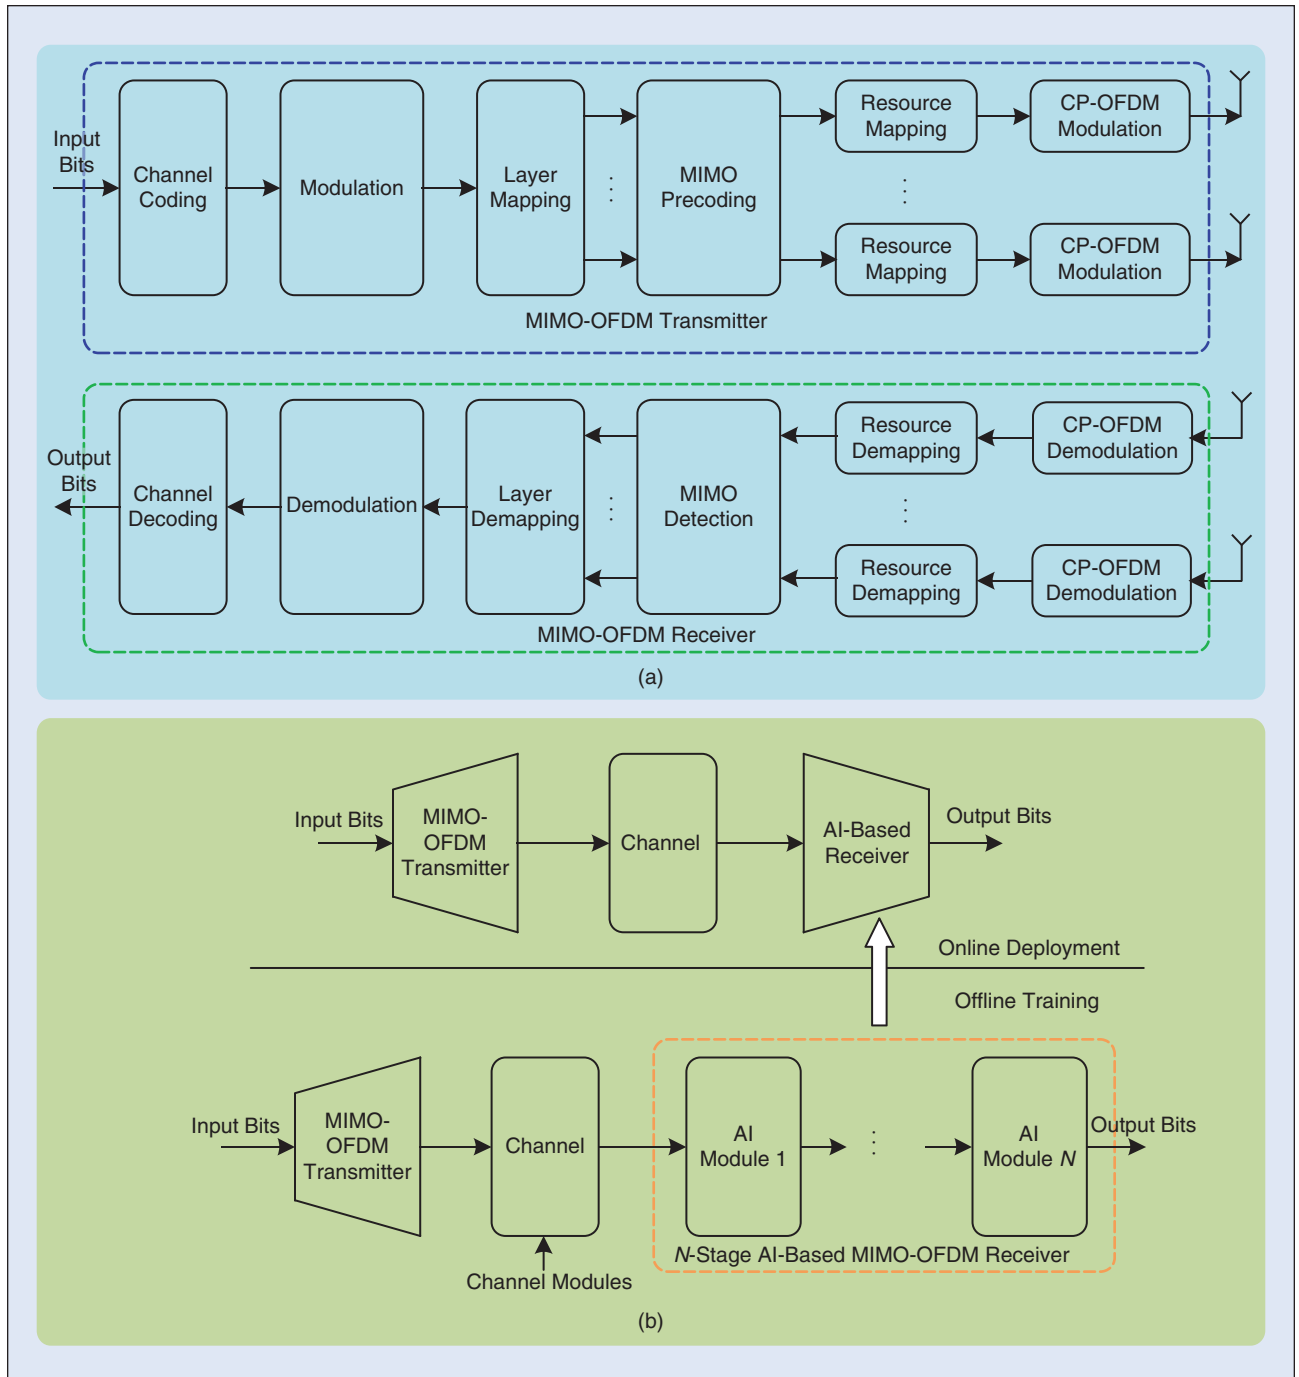 Input
Bits
Channel
Coding
Modulation
Layer
Mapping
MIMO
Precoding
Resource
Mapping
CP-OFDM
Modulation
Resource
Mapping
CP-OFDM
Modulation
MIMO-OFDM Transmitter
Output
Bits
Channel
Decoding
Demodulation
Layer
Demapping
MIMO
Detection
Resource
Demapping
CP-OFDM
Demodulation
Resource
Demapping
CP-OFDM
Demodulation
MIMO-OFDM Receiver
(a)
Input Bits
MIMO-
OFDM
Transmitter
Channel
AI-Based
Receiver
Output Bits
Online Deployment
Offline Training
Input Bits
MIMO-
OFDM
Transmitter
Channel
AI
Module 1
AI
Module N
Output Bits
N-Stage AI-Based MIMO-OFDM Receiver
Channel Modules
(b)